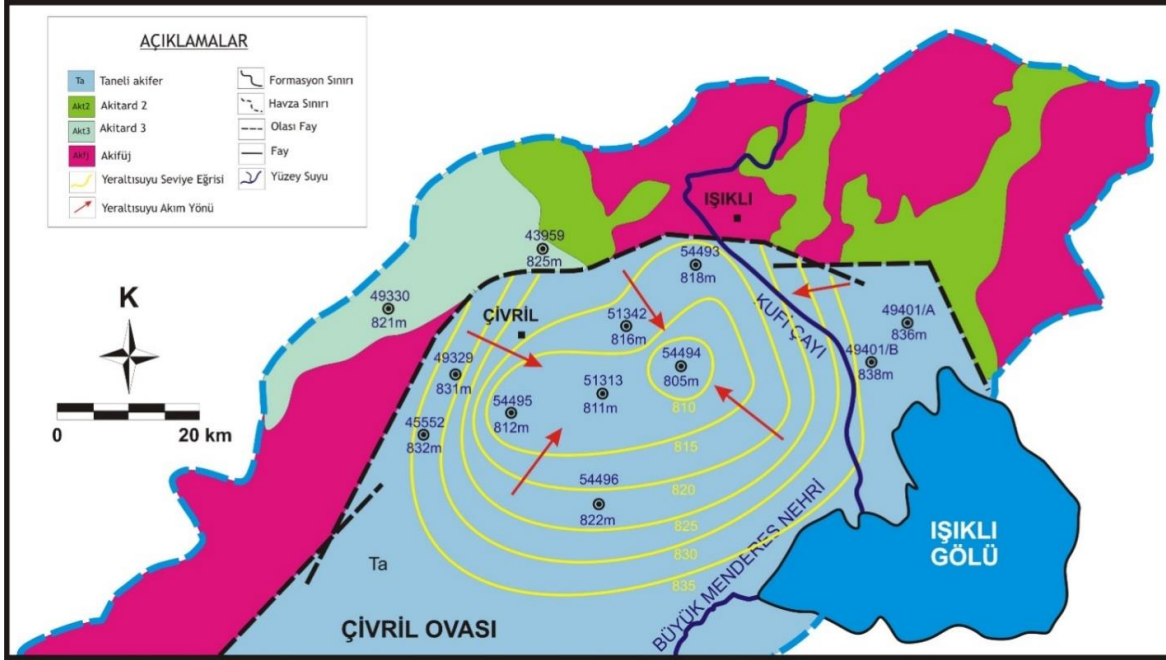 AÇIKLAMALAR
Ta Taneli akifer
Akt2 Akitard 2
Akt3 Akitard 3
Akfj Akifüj
Yeraltısuyu Seviye Eğrisi
Yeraltısuyu Akım Yönü
Formasyon Sınırı
Havza Sınırı
Olası Fay
Fay
Yüzey Suyu
K
0 20 km
IŞIKLI
43959
825m
54493
818m
49330
821m
ÇİVRİL
51342
816m
KUFİ ÇAYI
49401/A
836m
49329
831m
54494
805m
49401/B
838m
51313
811m
54495
812m
45552
832m
810
815
54496
822m
820
825
830
835
BÜYÜK MENDERES NEHRİ
IŞIKLI
GÖLÜ
Ta
ÇİVRİL OVASI